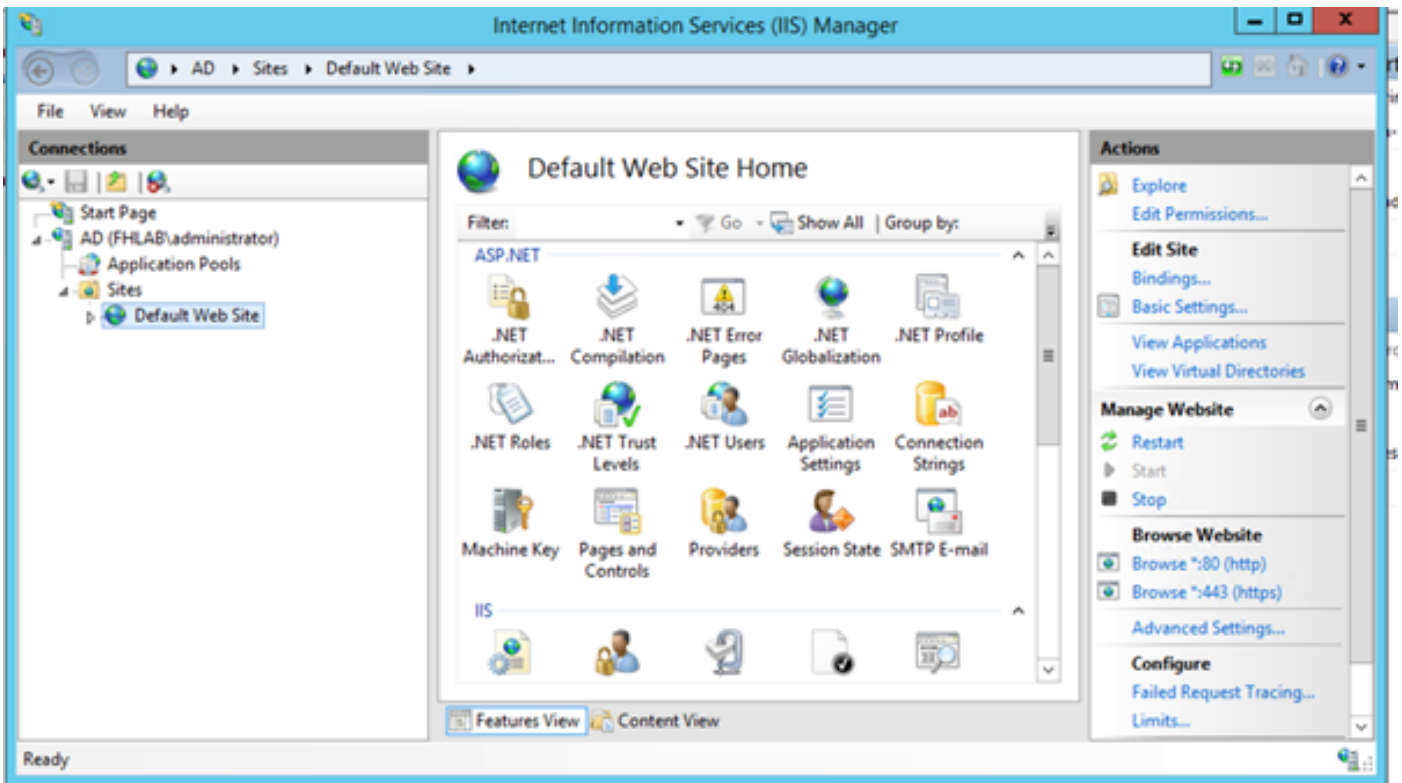 Internet Information Services (IIS) Manager
AD Sites Default Web Site
File View Help
Connections
Start Page
AD (FHLAB\administrator)
Application Pools
Sites
Default Web Site
Default Web Site Home
Filter: Go Show All Group by:
ASP.NET
.NET Authorizat...
.NET Compilation
.NET Error Pages
.NET Globalization
.NET Profile
.NET Roles
.NET Trust Levels
.NET Users
Application Settings
Connection Strings
Machine Key
Pages and Controls
Providers
Session State
SMTP E-mail
IIS
Features View Content View
Actions
Explore
Edit Permissions...
Edit Site
Bindings...
Basic Settings...
View Applications
View Virtual Directories
Manage Website
Restart
Start
Stop
Browse Website
Browse *:80 (http)
Browse *:443 (https)
Advanced Settings...
Configure
Failed Request Tracing...
Limits...
Ready